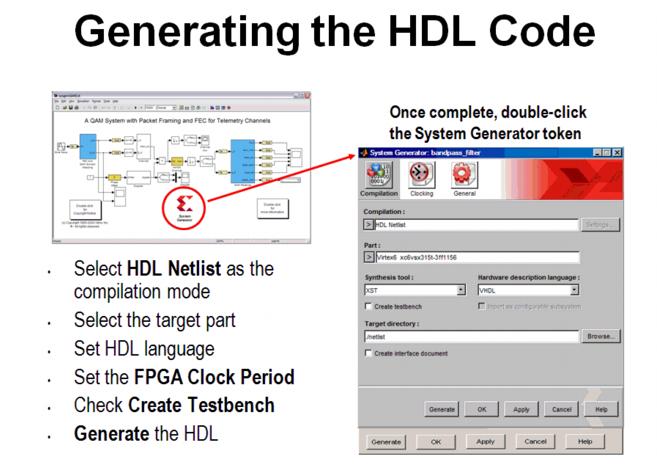 Generating the HDL Code
A QAM System with Packet Framing and FEC for Telemetry Channels
System
Generator
Once complete, double-click
the System Generator token
System Generator: bandpass_filter
Compilation
Clocking
General
Compilation :
> HDL Netlist
Settings...
Part :
> Virtex6 xc6vsx315t-3ff1156
Synthesis tool :
Hardware description language :
XST
VHDL
Create testbench
Import as configurable subsystem
Target directory :
./netlist
Browse...
Create interface document
Generate OK Apply Cancel Help
Generate OK Apply Cancel Help
• Select HDL Netlist as the
compilation mode
• Select the target part
• Set HDL language
• Set the FPGA Clock Period
• Check Create Testbench
• Generate the HDL